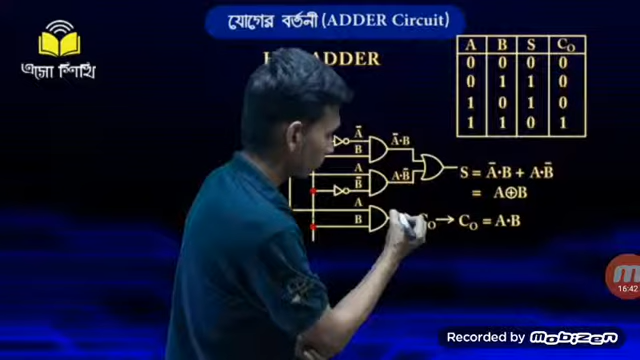 যোগের বর্তনী (ADDER Circuit)
এসো শিখি
ADDER
A B S C₀
0 0 0 0
0 1 1 0
1 0 1 0
1 1 0 1
A̅
B
A̅·B
A
B̅
A·B̅
S = A̅·B + A·B̅
= A⊕B
A
B
C₀ → C₀ = A·B
16:42
Recorded by mobizen